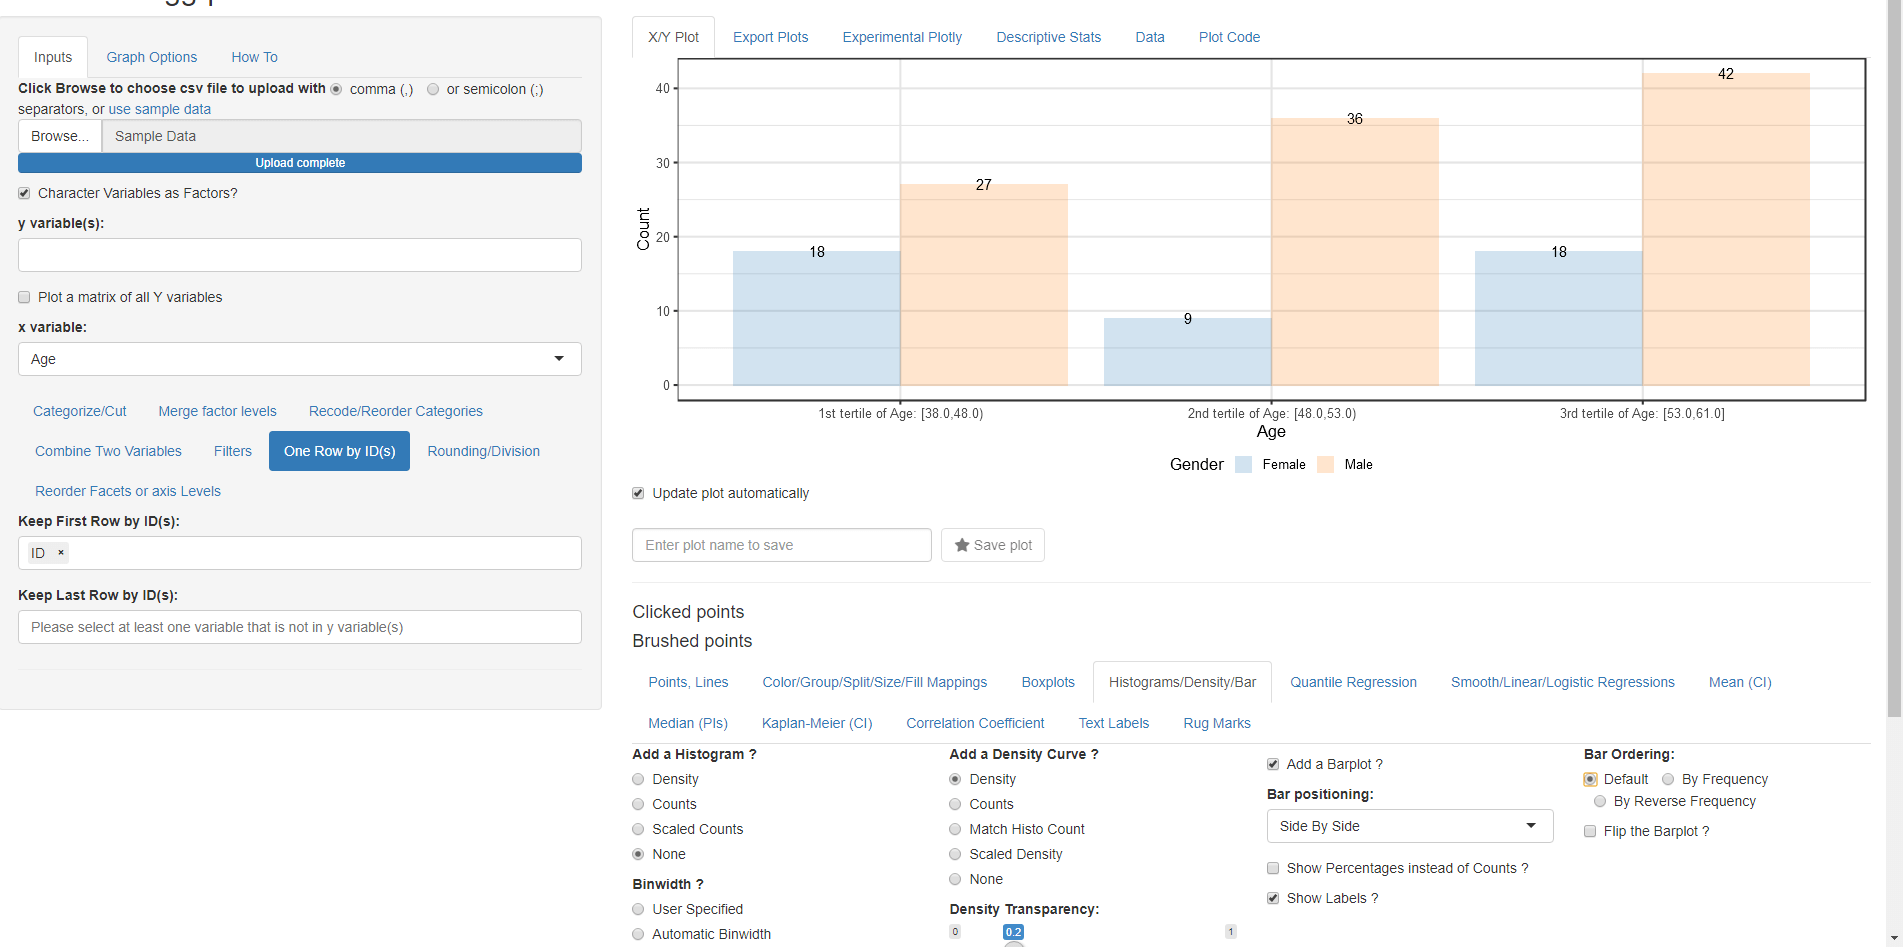 Inputs
Graph Options
How To
Click Browse to choose csv file to upload with comma (,) or semicolon (;)
separators, or use sample data
Browse...
Sample Data
Upload complete
Character Variables as Factors?
y variable(s):
Plot a matrix of all Y variables
x variable:
Age
Categorize/Cut
Merge factor levels
Recode/Reorder Categories
Combine Two Variables
Filters
One Row by ID(s)
Rounding/Division
Reorder Facets or axis Levels
Keep First Row by ID(s):
ID ×
Keep Last Row by ID(s):
Please select at least one variable that is not in y variable(s)
X/Y Plot
Export Plots
Experimental Plotly
Descriptive Stats
Data
Plot Code
Count
40
30
20
10
0
18
27
9
36
18
42
1st tertile of Age: [38.0,48.0)
2nd tertile of Age: [48.0,53.0)
3rd tertile of Age: [53.0,61.0]
Age
Gender Female Male
Update plot automatically
Enter plot name to save
Save plot
Clicked points
Brushed points
Points, Lines
Color/Group/Split/Size/Fill Mappings
Boxplots
Histograms/Density/Bar
Quantile Regression
Smooth/Linear/Logistic Regressions
Mean (CI)
Median (PIs)
Kaplan-Meier (CI)
Correlation Coefficient
Text Labels
Rug Marks
Add a Histogram ?
Density
Counts
Scaled Counts
None
Binwidth ?
User Specified
Automatic Binwidth
Add a Density Curve ?
Density
Counts
Match Histo Count
Scaled Density
None
Density Transparency:
0
0.2
1
Add a Barplot ?
Bar positioning:
Side By Side
Show Percentages instead of Counts ?
Show Labels ?
Bar Ordering:
Default By Frequency
By Reverse Frequency
Flip the Barplot ?